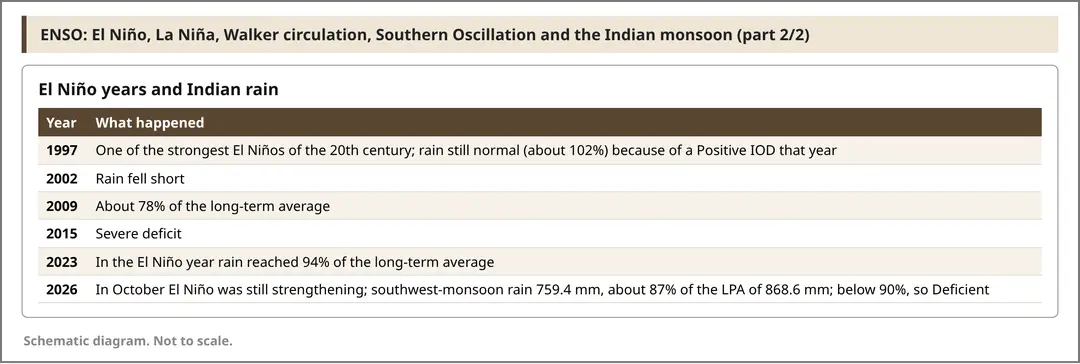 ENSO: El Niño, La Niña, Walker circulation, Southern Oscillation and the Indian monsoon (part 2/2)
El Niño years and Indian rain
Year What happened
1997 One of the strongest El Niños of the 20th century; rain still normal (about 102%) because of a Positive IOD that year
2002 Rain fell short
2009 About 78% of the long-term average
2015 Severe deficit
2023 In the El Niño year rain reached 94% of the long-term average
2026 In October El Niño was still strengthening; southwest-monsoon rain 759.4 mm, about 87% of the LPA of 868.6 mm; below 90%, so Deficient
Schematic diagram. Not to scale.